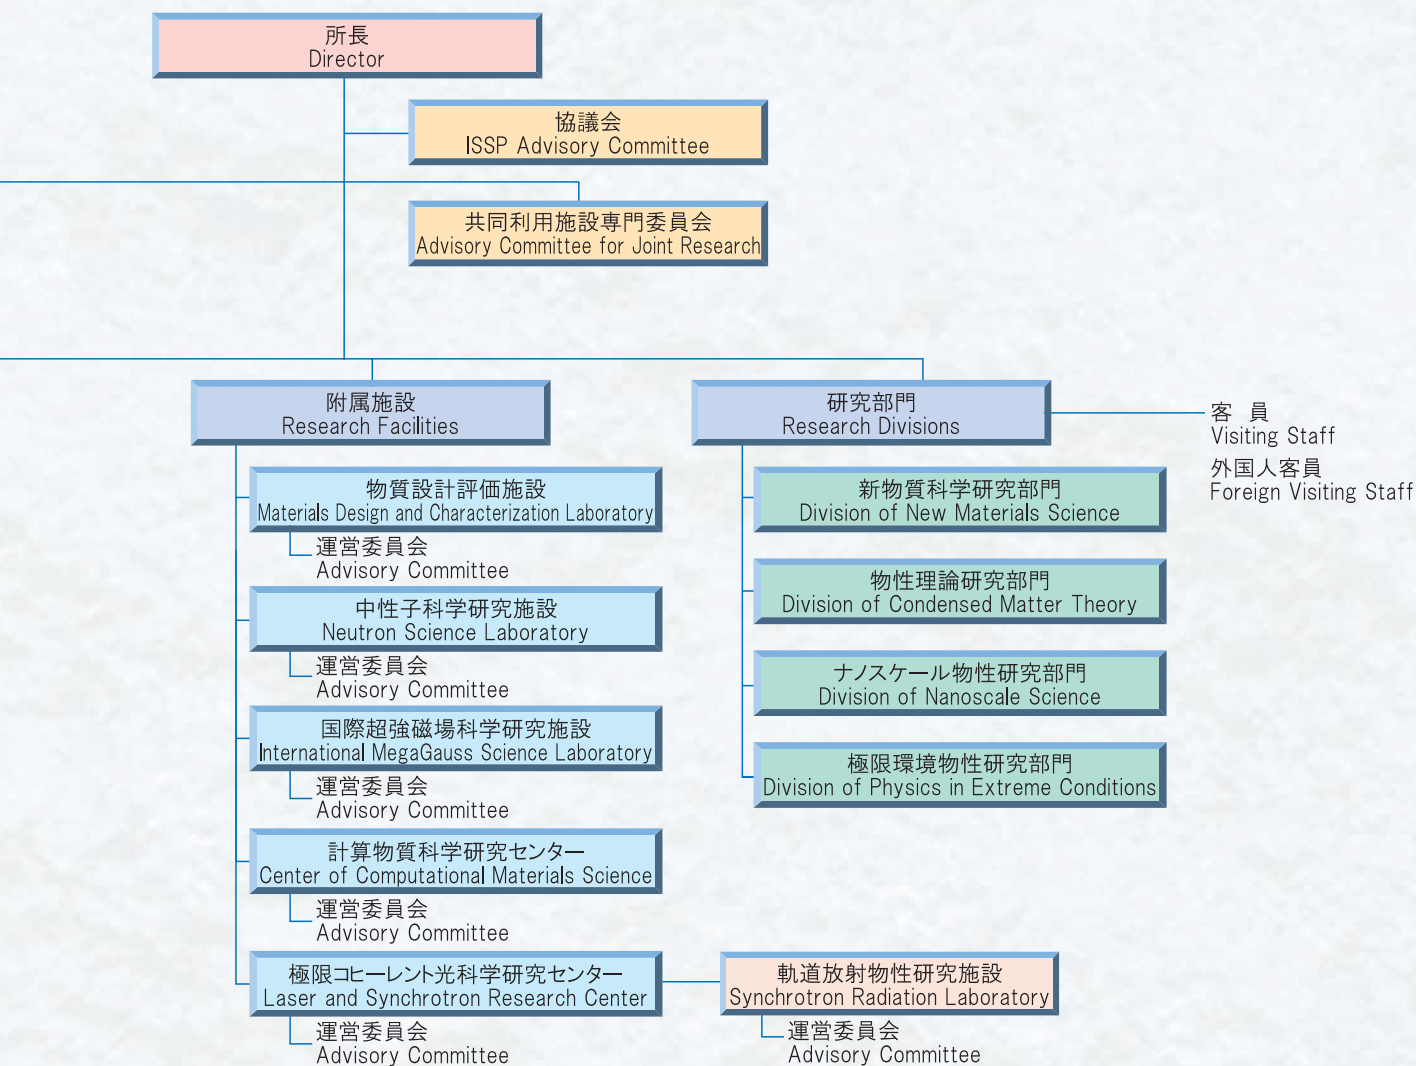 所長
Director
協議会
ISSP Advisory Committee
共同利用施設専門委員会
Advisory Committee for Joint Research
附属施設
Research Facilities
物質設計評価施設
Materials Design and Characterization Laboratory
運営委員会
Advisory Committee
中性子科学研究施設
Neutron Science Laboratory
運営委員会
Advisory Committee
国際超強磁場科学研究施設
International MegaGauss Science Laboratory
運営委員会
Advisory Committee
計算物質科学研究センター
Center of Computational Materials Science
運営委員会
Advisory Committee
極限コヒーレント光科学研究センター
Laser and Synchrotron Research Center
運営委員会
Advisory Committee
軌道放射物性研究施設
Synchrotron Radiation Laboratory
運営委員会
Advisory Committee
研究部門
Research Divisions
客 員
Visiting Staff
外国人客員
Foreign Visiting Staff
新物質科学研究部門
Division of New Materials Science
物性理論研究部門
Division of Condensed Matter Theory
ナノスケール物性研究部門
Division of Nanoscale Science
極限環境物性研究部門
Division of Physics in Extreme Conditions